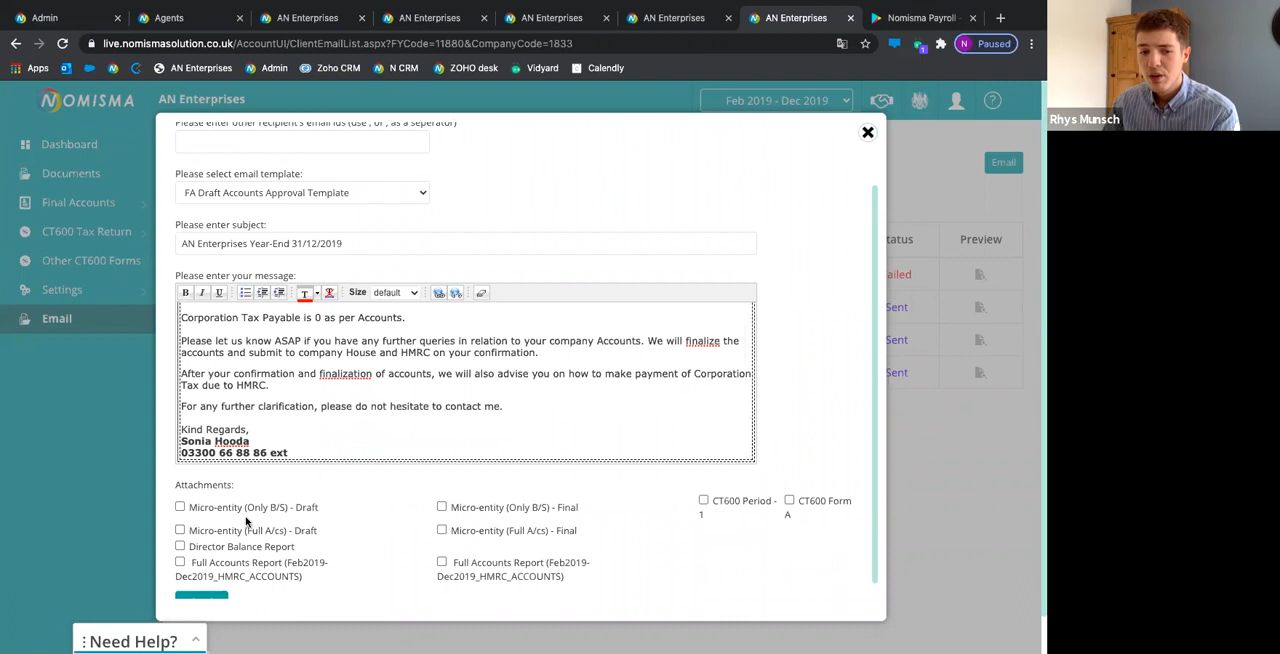 Admin
Agents
AN Enterprises
AN Enterprises
AN Enterprises
AN Enterprises
AN Enterprises
Nomisma Payroll
live.nomismasolution.co.uk/AccountUI/ClientEmailList.aspx?FYCode=11880&CompanyCode=1833
N Paused
Apps
AN Enterprises
Admin
Zoho CRM
N CRM
ZOHO desk
Vidyard
Calendly
Rhys Munsch
NOMISMA
AN Enterprises
Feb 2019 - Dec 2019
Dashboard
Documents
Final Accounts
CT600 Tax Return
Other CT600 Forms
Settings
Email
Please enter other recipient's email ids (use , or ; as a seperator)
Please select email template:
FA Draft Accounts Approval Template
Please enter subject:
AN Enterprises Year-End 31/12/2019
Please enter your message:
B I U T Size default
Corporation Tax Payable is 0 as per Accounts.
Please let us know ASAP if you have any further queries in relation to your company Accounts. We will finalize the
accounts and submit to company House and HMRC on your confirmation.
After your confirmation and finalization of accounts, we will also advise you on how to make payment of Corporation
Tax due to HMRC.
For any further clarification, please do not hesitate to contact me.
Kind Regards,
Sonia Hooda
03300 66 88 86 ext
Attachments:
Micro-entity (Only B/S) - Draft
Micro-entity (Only B/S) - Final
CT600 Period -
1
CT600 Form
A
Micro-entity (Full A/cs) - Draft
Micro-entity (Full A/cs) - Final
Director Balance Report
Full Accounts Report (Feb2019-
Dec2019_HMRC_ACCOUNTS)
Full Accounts Report (Feb2019-
Dec2019_HMRC_ACCOUNTS)
Email
tatus
Preview
ailed
Sent
Sent
Sent
Need Help?